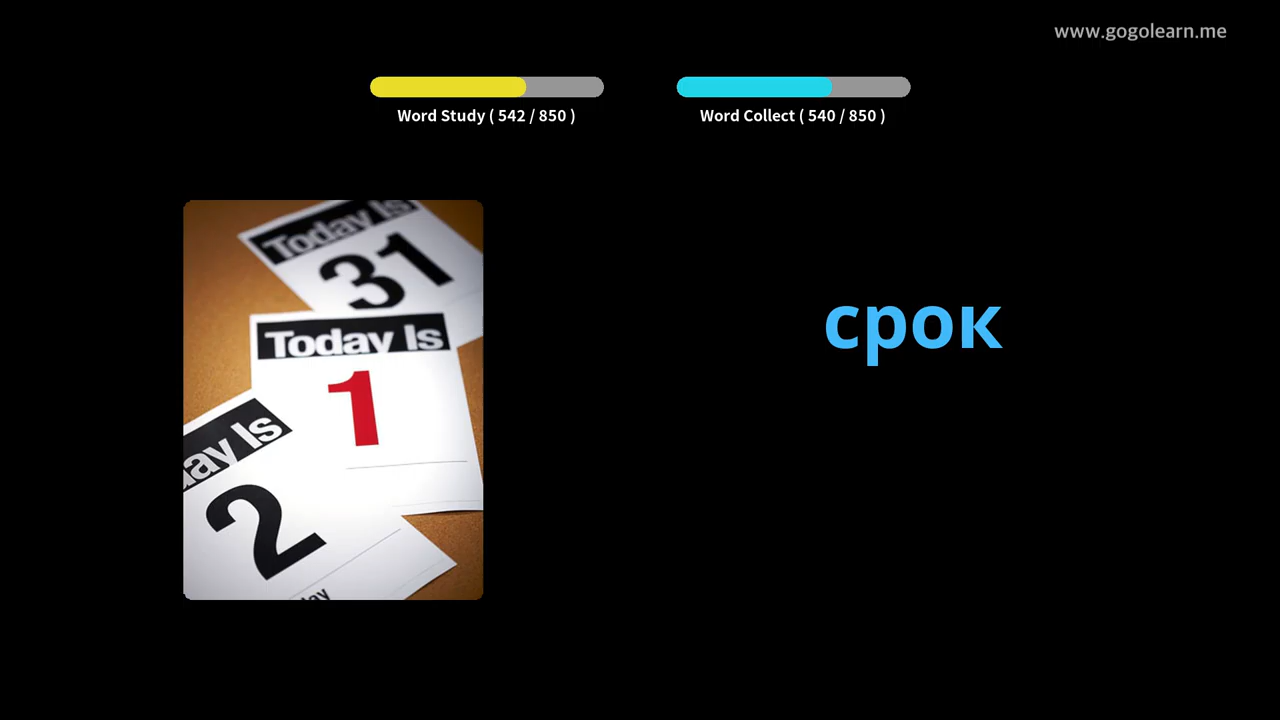 www.gogolearn.me
Word Study ( 542 / 850 )
Word Collect ( 540 / 850 )
Today Is
31
Today Is
1
ay Is
2
срок